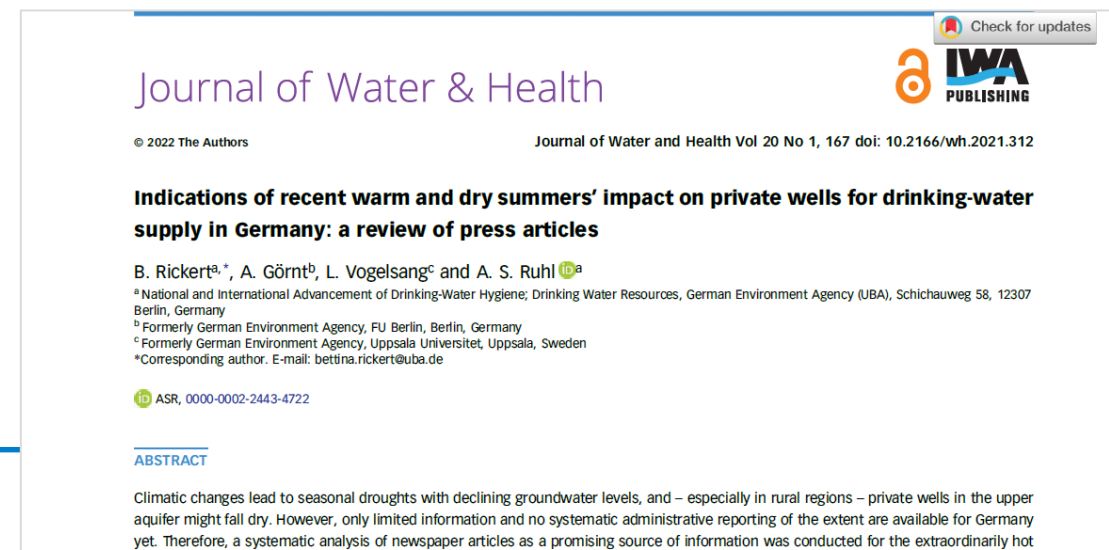 Check for updates
Journal of Water & Health
IWA
PUBLISHING
© 2022 The Authors
Journal of Water and Health Vol 20 No 1, 167 doi: 10.2166/wh.2021.312
Indications of recent warm and dry summers’ impact on private wells for drinking-water
supply in Germany: a review of press articles
B. Rickerta,*, A. Görntb, L. Vogelsangc and A. S. Ruhl iDa
a National and International Advancement of Drinking-Water Hygiene; Drinking Water Resources, German Environment Agency (UBA), Schichauweg 58, 12307
Berlin, Germany
b Formerly German Environment Agency, FU Berlin, Berlin, Germany
c Formerly German Environment Agency, Uppsala Universitet, Uppsala, Sweden
*Corresponding author. E-mail: bettina.rickert@uba.de
iD ASR, 0000-0002-2443-4722
ABSTRACT
Climatic changes lead to seasonal droughts with declining groundwater levels, and – especially in rural regions – private wells in the upper
aquifer might fall dry. However, only limited information and no systematic administrative reporting of the extent are available for Germany
yet. Therefore, a systematic analysis of newspaper articles as a promising source of information was conducted for the extraordinarily hot